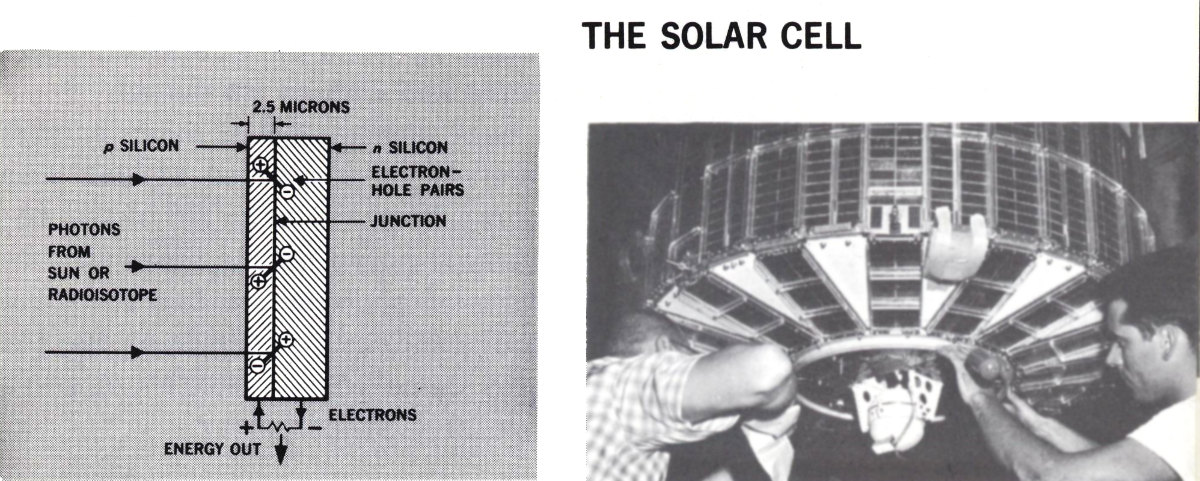 THE SOLAR CELL
2.5 MICRONS
p SILICON
n SILICON
ELECTRON-
HOLE PAIRS
JUNCTION
PHOTONS
FROM
SUN OR
RADIOISOTOPE
+ −
ELECTRONS
ENERGY OUT